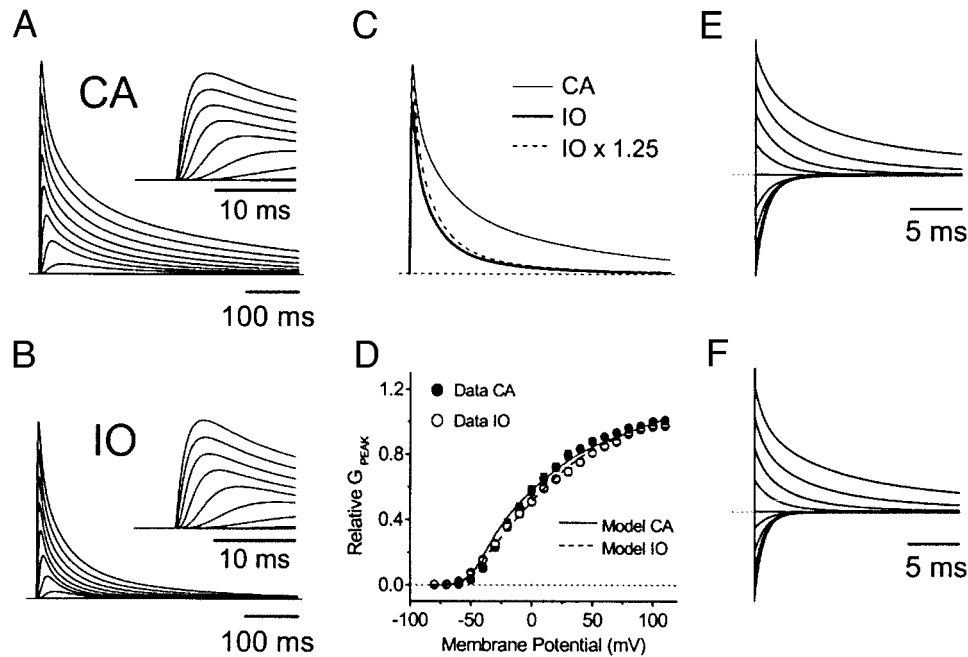 A
CA
10 ms
100 ms
B
IO
10 ms
100 ms
C
CA
IO
IO x 1.25
D
Data CA
Data IO
Model CA
Model IO
Relative G PEAK
1.2
0.8
0.4
0.0
-100 -50 0 50 100
Membrane Potential (mV)
E
5 ms
F
5 ms